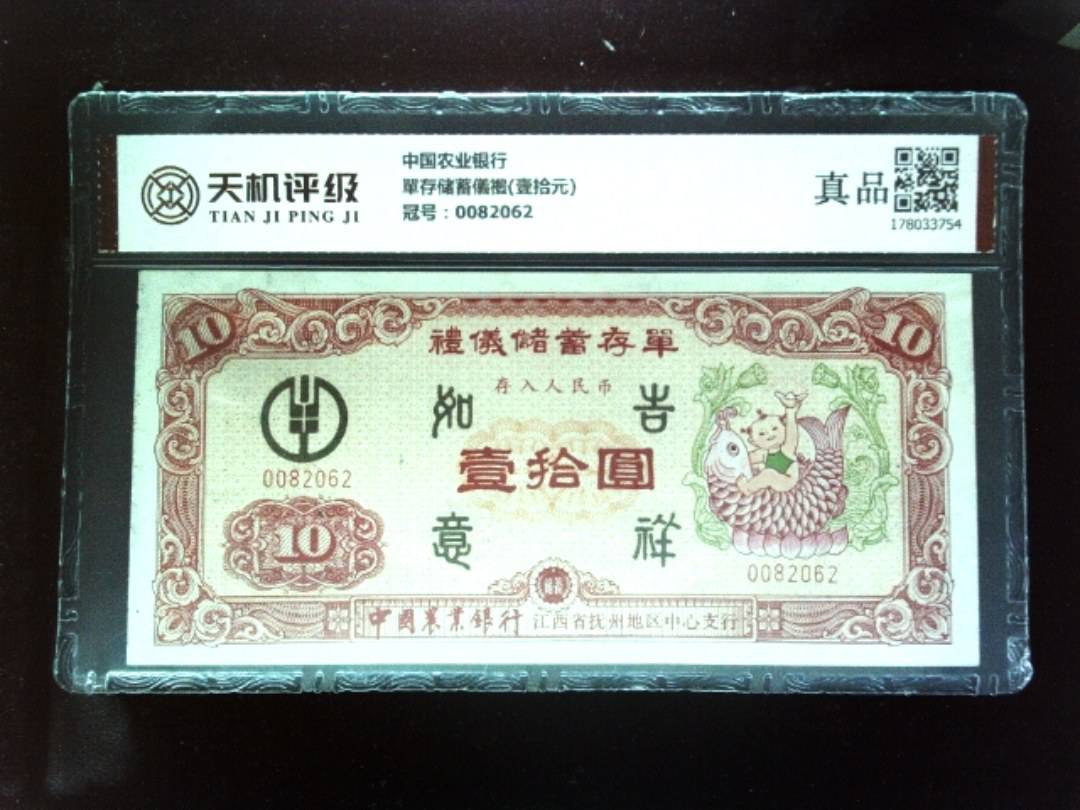 天机评级
TIAN JI PING JI
中国农业银行
單存储蓄儀禮(壹拾元)
冠号：0082062
真品
178033754
10
10
禮儀儲蓄存單
存入人民币
如 吉
壹拾圓
意 祥
0082062
10
0082062
中國農業銀行 江西省抚州地区中心支行